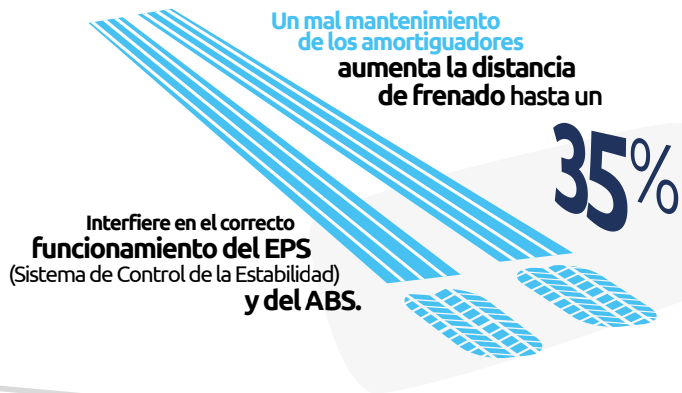 Un mal mantenimiento
de los amortiguadores
aumenta la distancia
de frenado hasta un
35%
Interfiere en el correcto
funcionamiento del EPS
(Sistema de Control de la Estabilidad)
y del ABS.